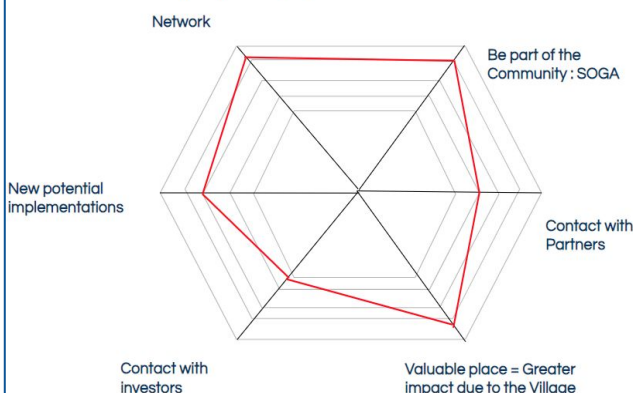 Network
Be part of the
Community : SOGA
New potential
implementations
Contact with
Partners
Contact with
investors
Valuable place = Greater
impact due to the Village